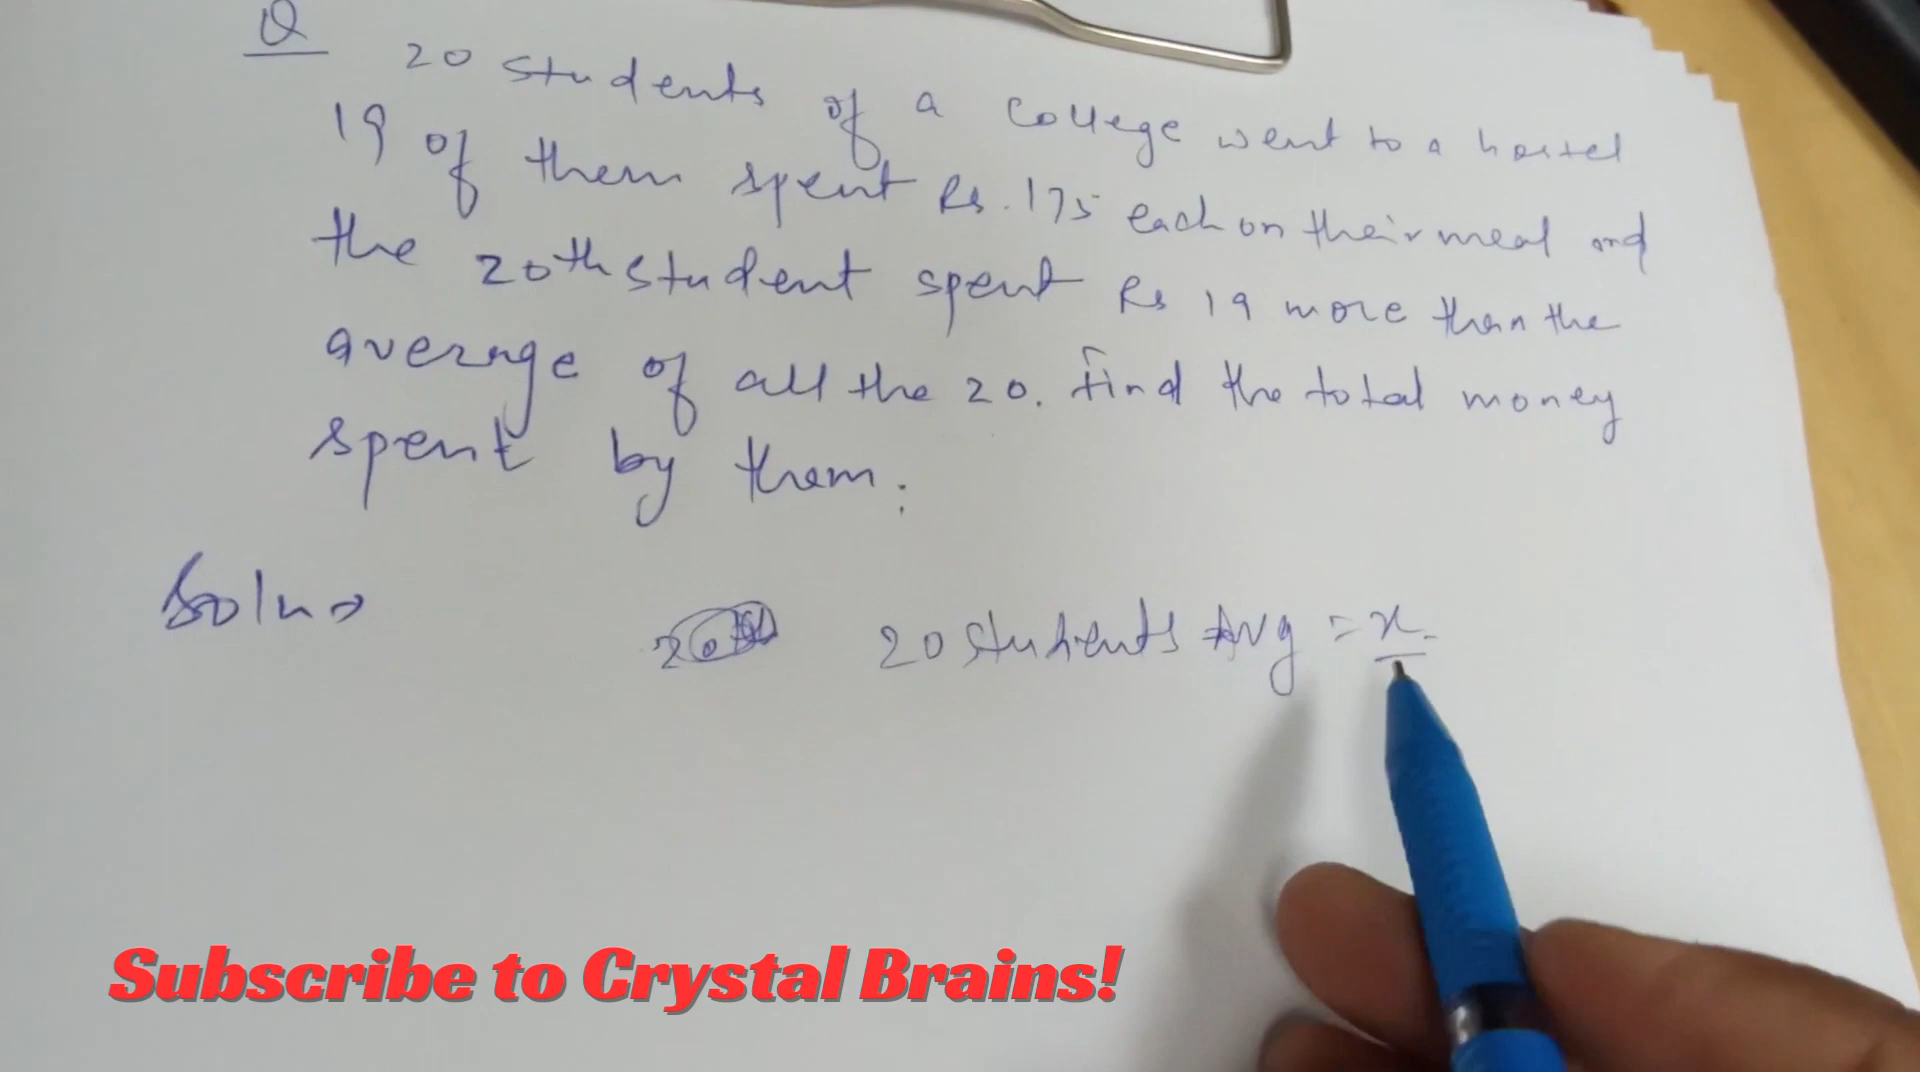 Q
20 students of a college went to a hostel
19 of them spent Rs. 175 each on their meal and
the 20th student spent Rs 19 more than the
average of all the 20. Find the total money
spent by them.
Soln
20 students Avg = x
Subscribe to Crystal Brains!